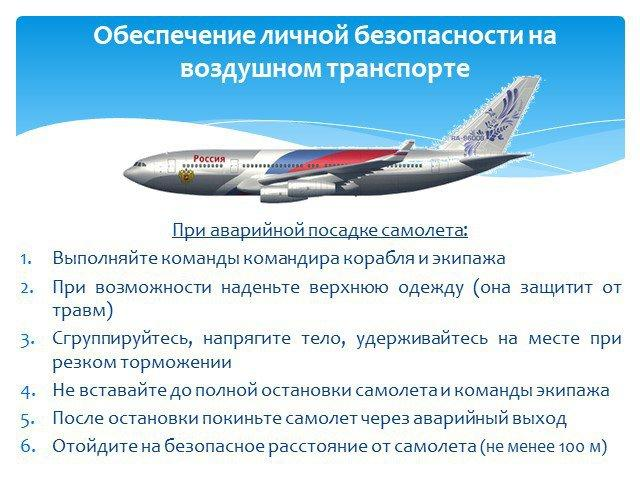 Обеспечение личной безопасности на
воздушном транспорте
Россия
RA-96000
При аварийной посадке самолета:
1. Выполняйте команды командира корабля и экипажа
2. При возможности наденьте верхнюю одежду (она защитит от
травм)
3. Сгруппируйтесь, напрягите тело, удерживайтесь на месте при
резком торможении
4. Не вставайте до полной остановки самолета и команды экипажа
5. После остановки покиньте самолет через аварийный выход
6. Отойдите на безопасное расстояние от самолета (не менее 100 м)